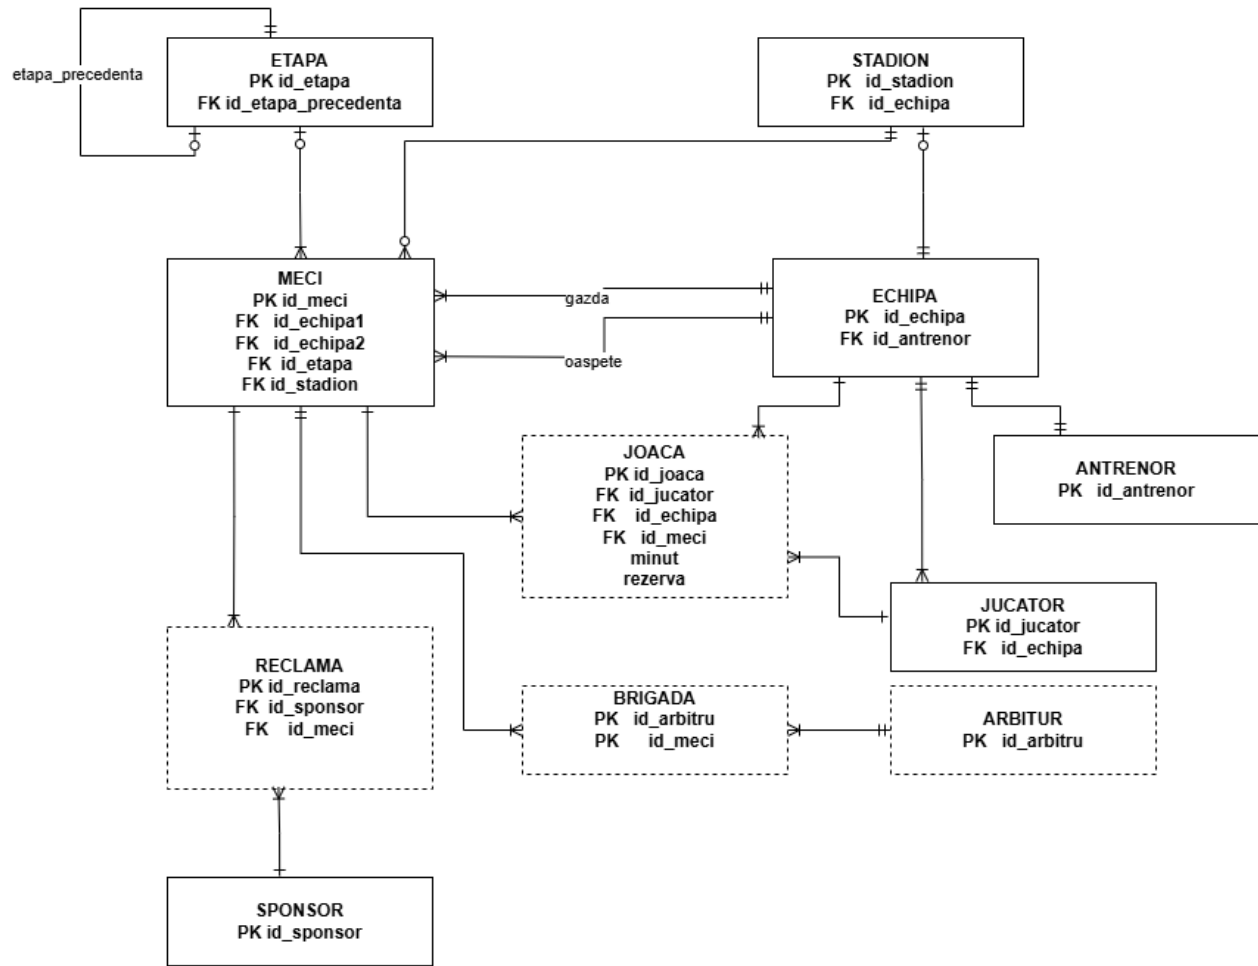 etapa_precedenta
ETAPA
PK id_etapa
FK id_etapa_precedenta
STADION
PK id_stadion
FK id_echipa
MECI
PK id_meci
FK id_echipa1
FK id_echipa2
FK id_etapa
FK id_stadion
gazda
oaspete
ECHIPA
PK id_echipa
FK id_antrenor
JOACA
PK id_joaca
FK id_jucator
FK id_echipa
FK id_meci
minut
rezerva
ANTRENOR
PK id_antrenor
JUCATOR
PK id_jucator
FK id_echipa
RECLAMA
PK id_reclama
FK id_sponsor
FK id_meci
BRIGADA
PK id_arbitru
PK id_meci
ARBITUR
PK id_arbitru
SPONSOR
PK id_sponsor